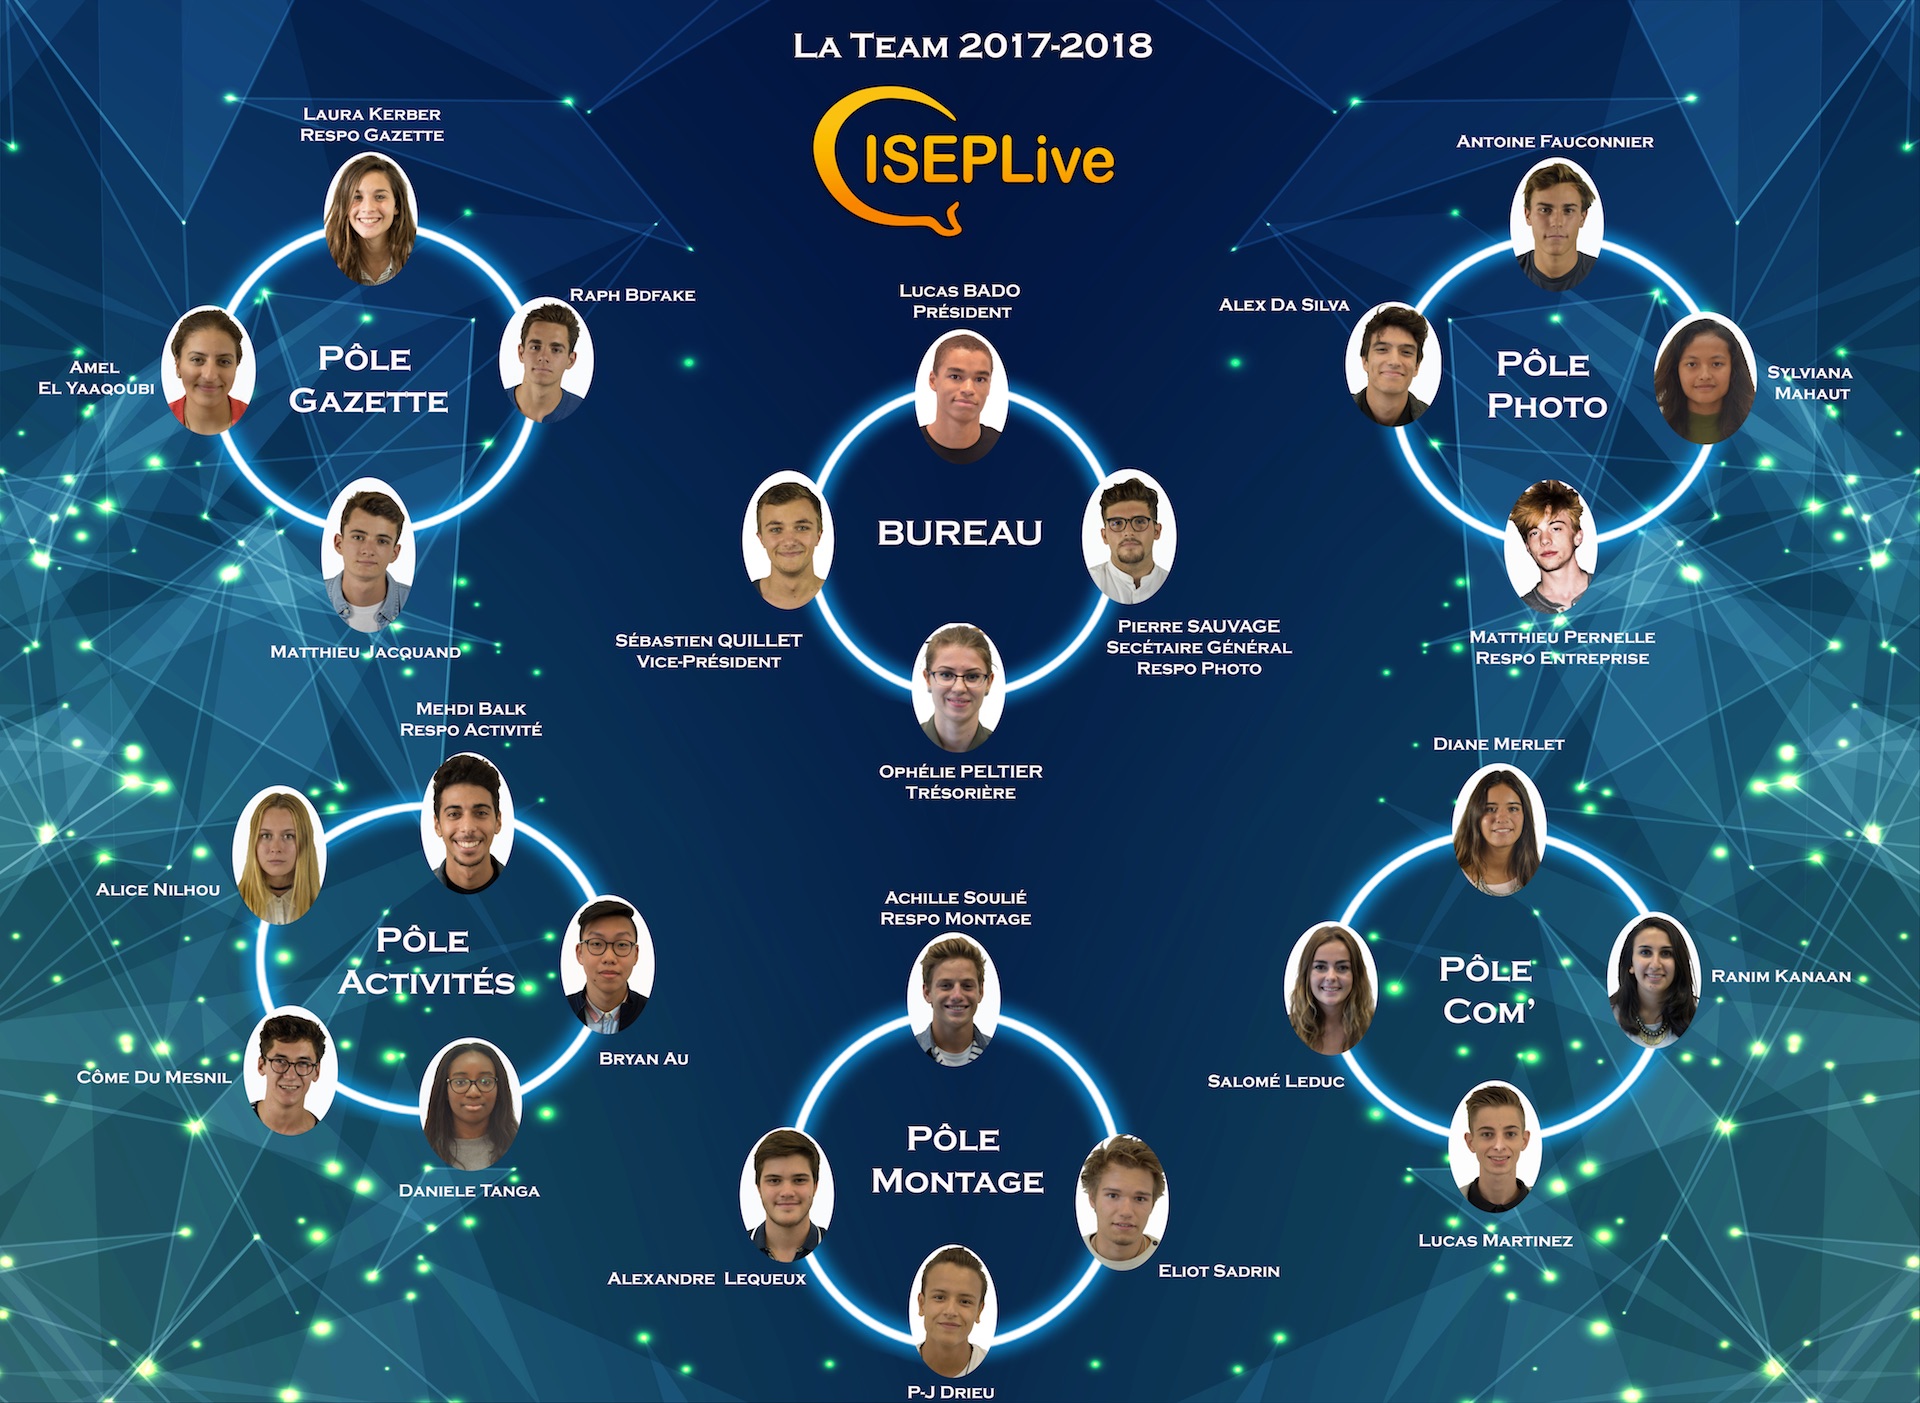 La Team 2017-2018
ISEPLive
Laura Kerber
Respo Gazette
Raph Bdfake
Amel
El Yaaqoubi
Pôle
Gazette
Matthieu Jacquand
Lucas BADO
Président
Sébastien QUILLET
Vice-Président
BUREAU
Pierre SAUVAGE
Secétaire Général
Respo Photo
Ophélie PELTIER
Trésorière
Antoine Fauconnier
Alex Da Silva
Pôle
Photo
Sylviana
Mahaut
Matthieu Pernelle
Respo Entreprise
Mehdi Balk
Respo Activité
Alice Nilhou
Pôle
Activités
Bryan Au
Côme Du Mesnil
Daniele Tanga
Achille Soulié
Respo Montage
Pôle
Montage
Alexandre Lequeux
Eliot Sadrin
P-J Drieu
Diane Merlet
Pôle
Com'
Ranim Kanaan
Salomé Leduc
Lucas Martinez